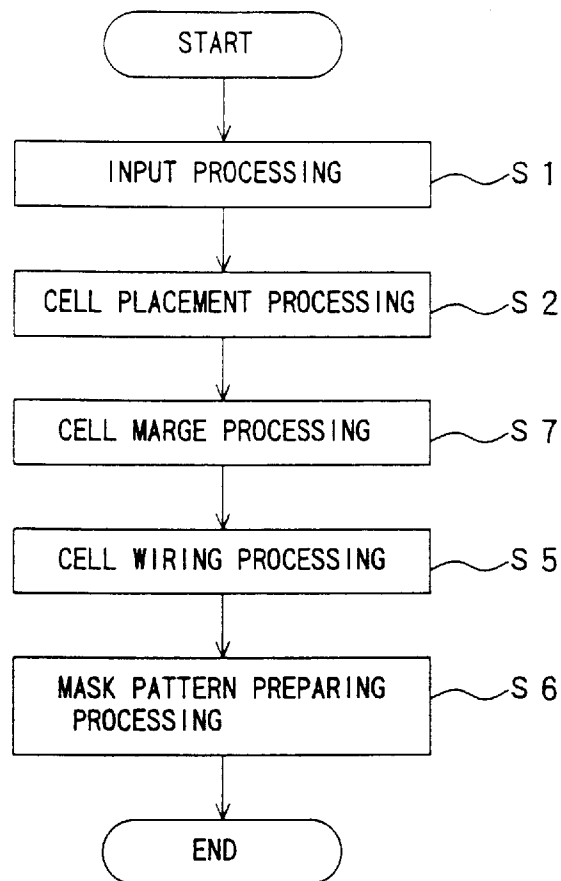 START
INPUT PROCESSING
S 1
CELL PLACEMENT PROCESSING
S 2
CELL MARGE PROCESSING
S 7
CELL WIRING PROCESSING
S 5
MASK PATTERN PREPARING
PROCESSING
S 6
END